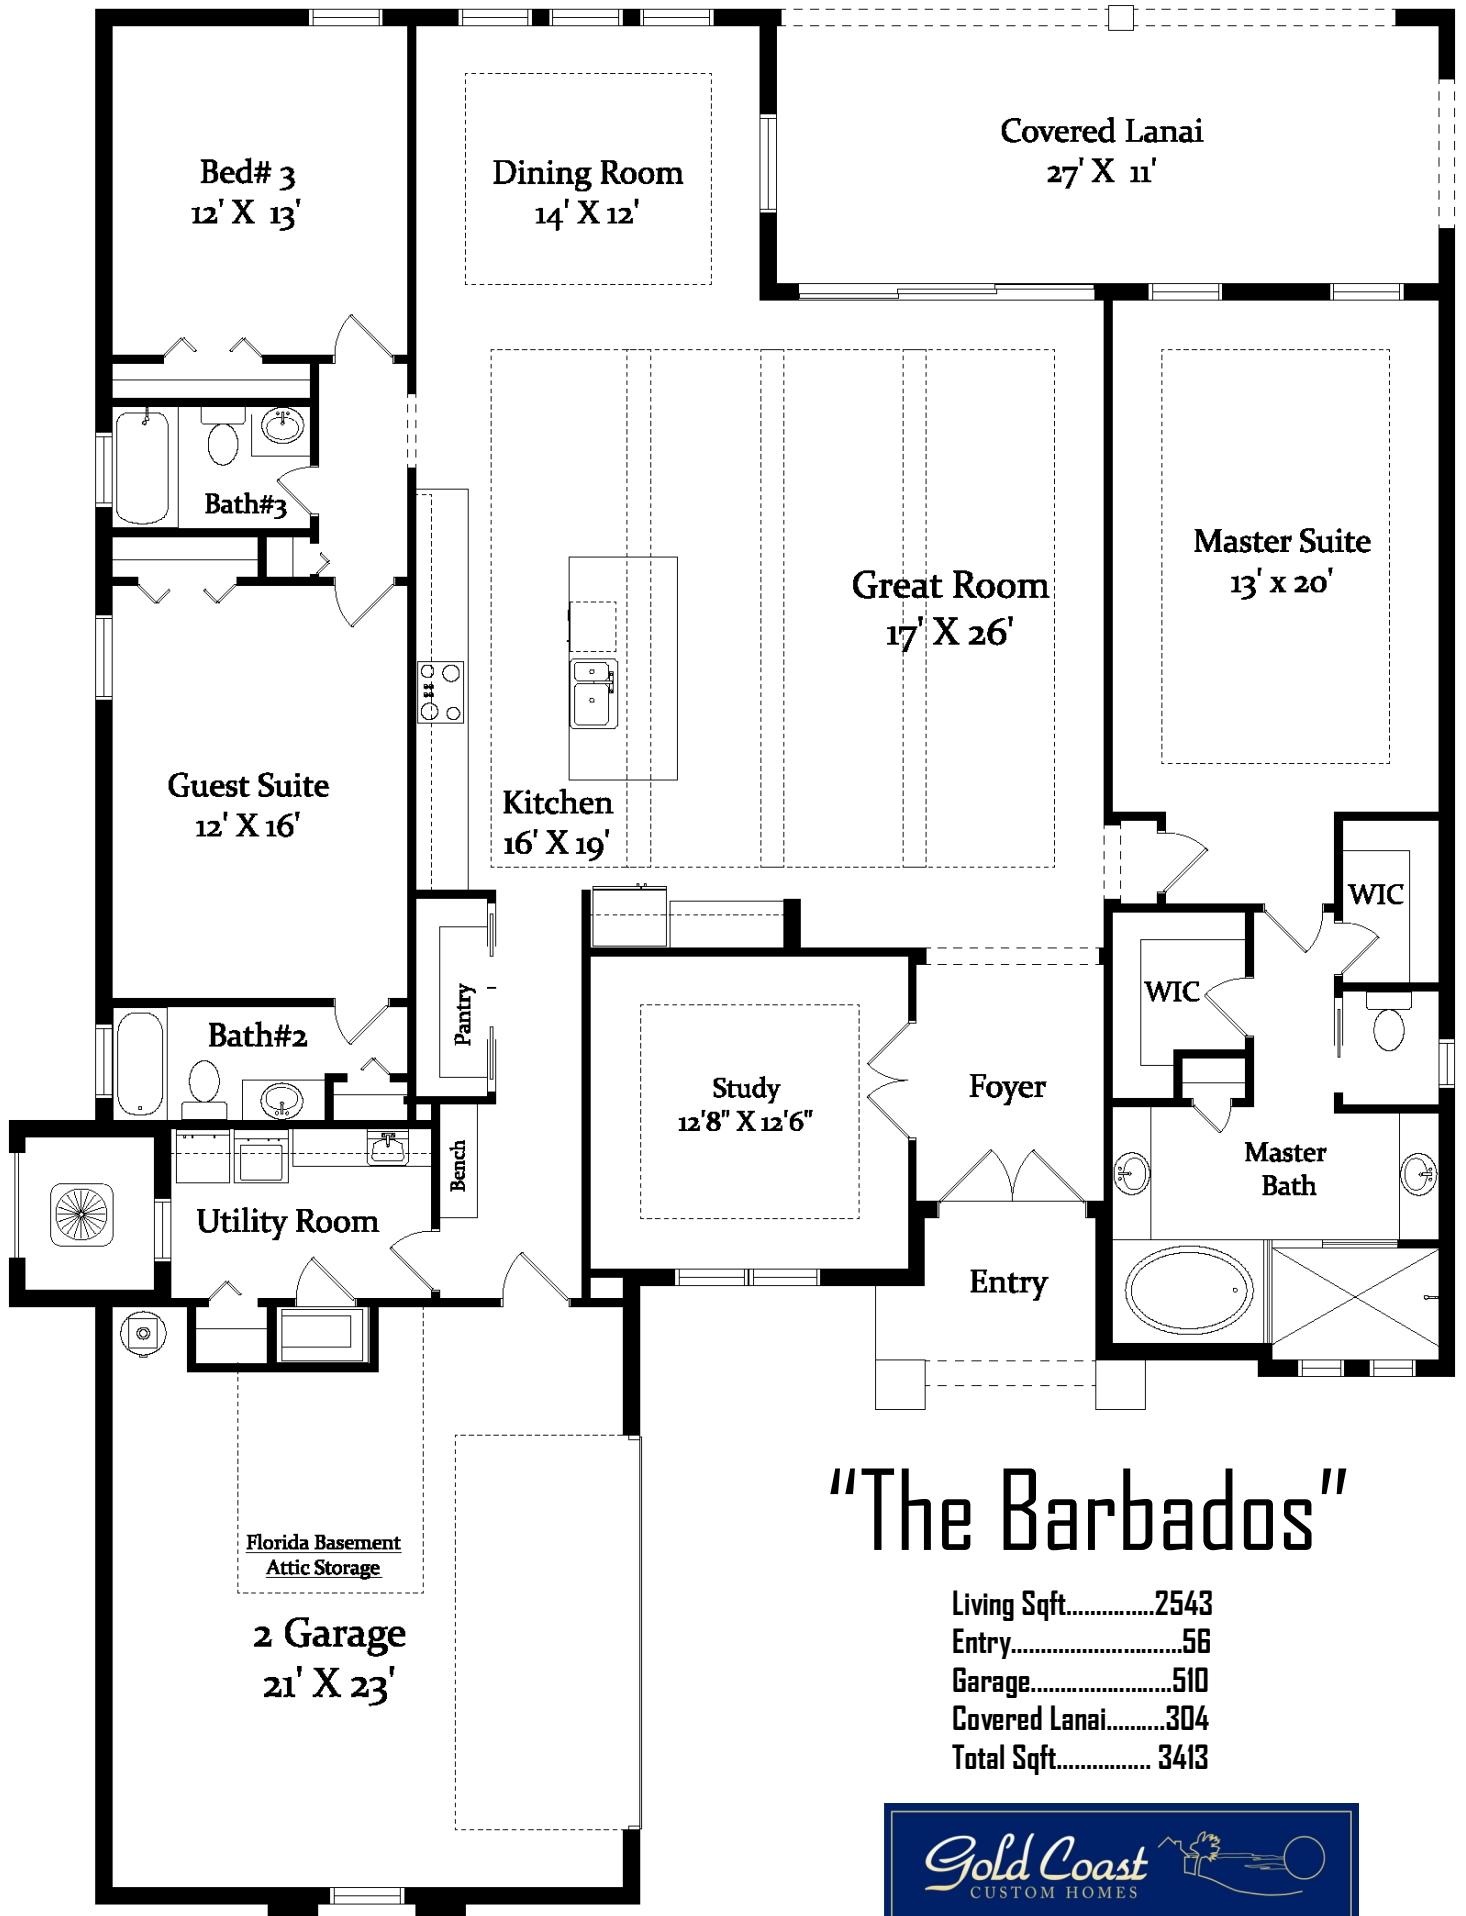 Bed# 3
12' X 13'
Dining Room
14' X 12'
Covered Lanai
27' X 11'
Bath#3
Master Suite
13' x 20'
Great Room
17' X 26'
Guest Suite
12' X 16'
Kitchen
16' X 19'
WIC
WIC
Pantry
Bath#2
Study
12'8" X 12'6"
Foyer
Bench
Master
Bath
Utility Room
Entry
Florida Basement
Attic Storage
2 Garage
21' X 23'
“The Barbados”
Living Sqft...............2543
Entry.............................56
Garage........................510
Covered Lanai..........304
Total Sqft................ 3413
Gold Coast
CUSTOM HOMES